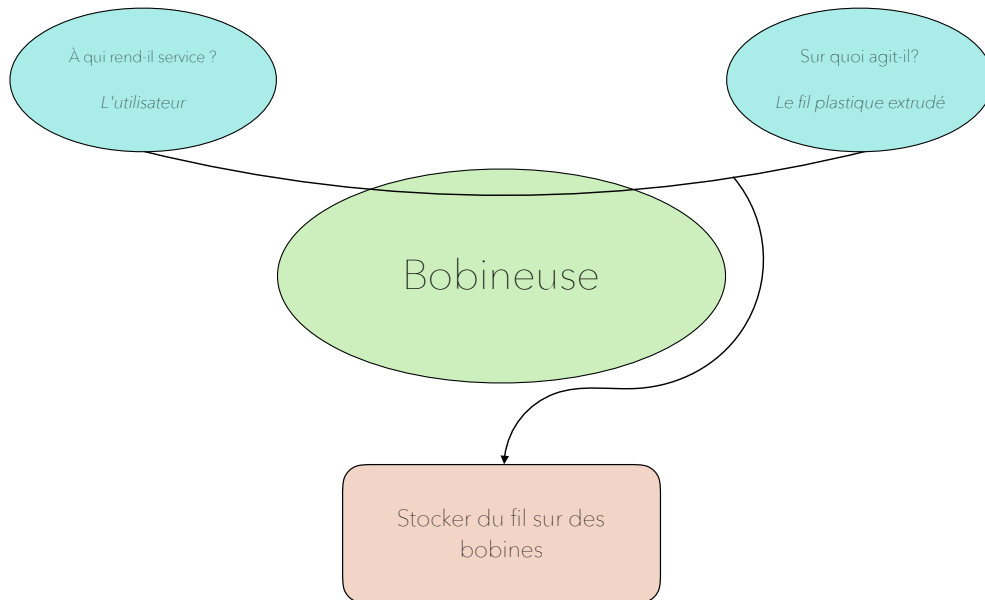 À qui rend-il service ?
L'utilisateur
Sur quoi agit-il?
Le fil plastique extrudé
Bobineuse
Stocker du fil sur des
bobines